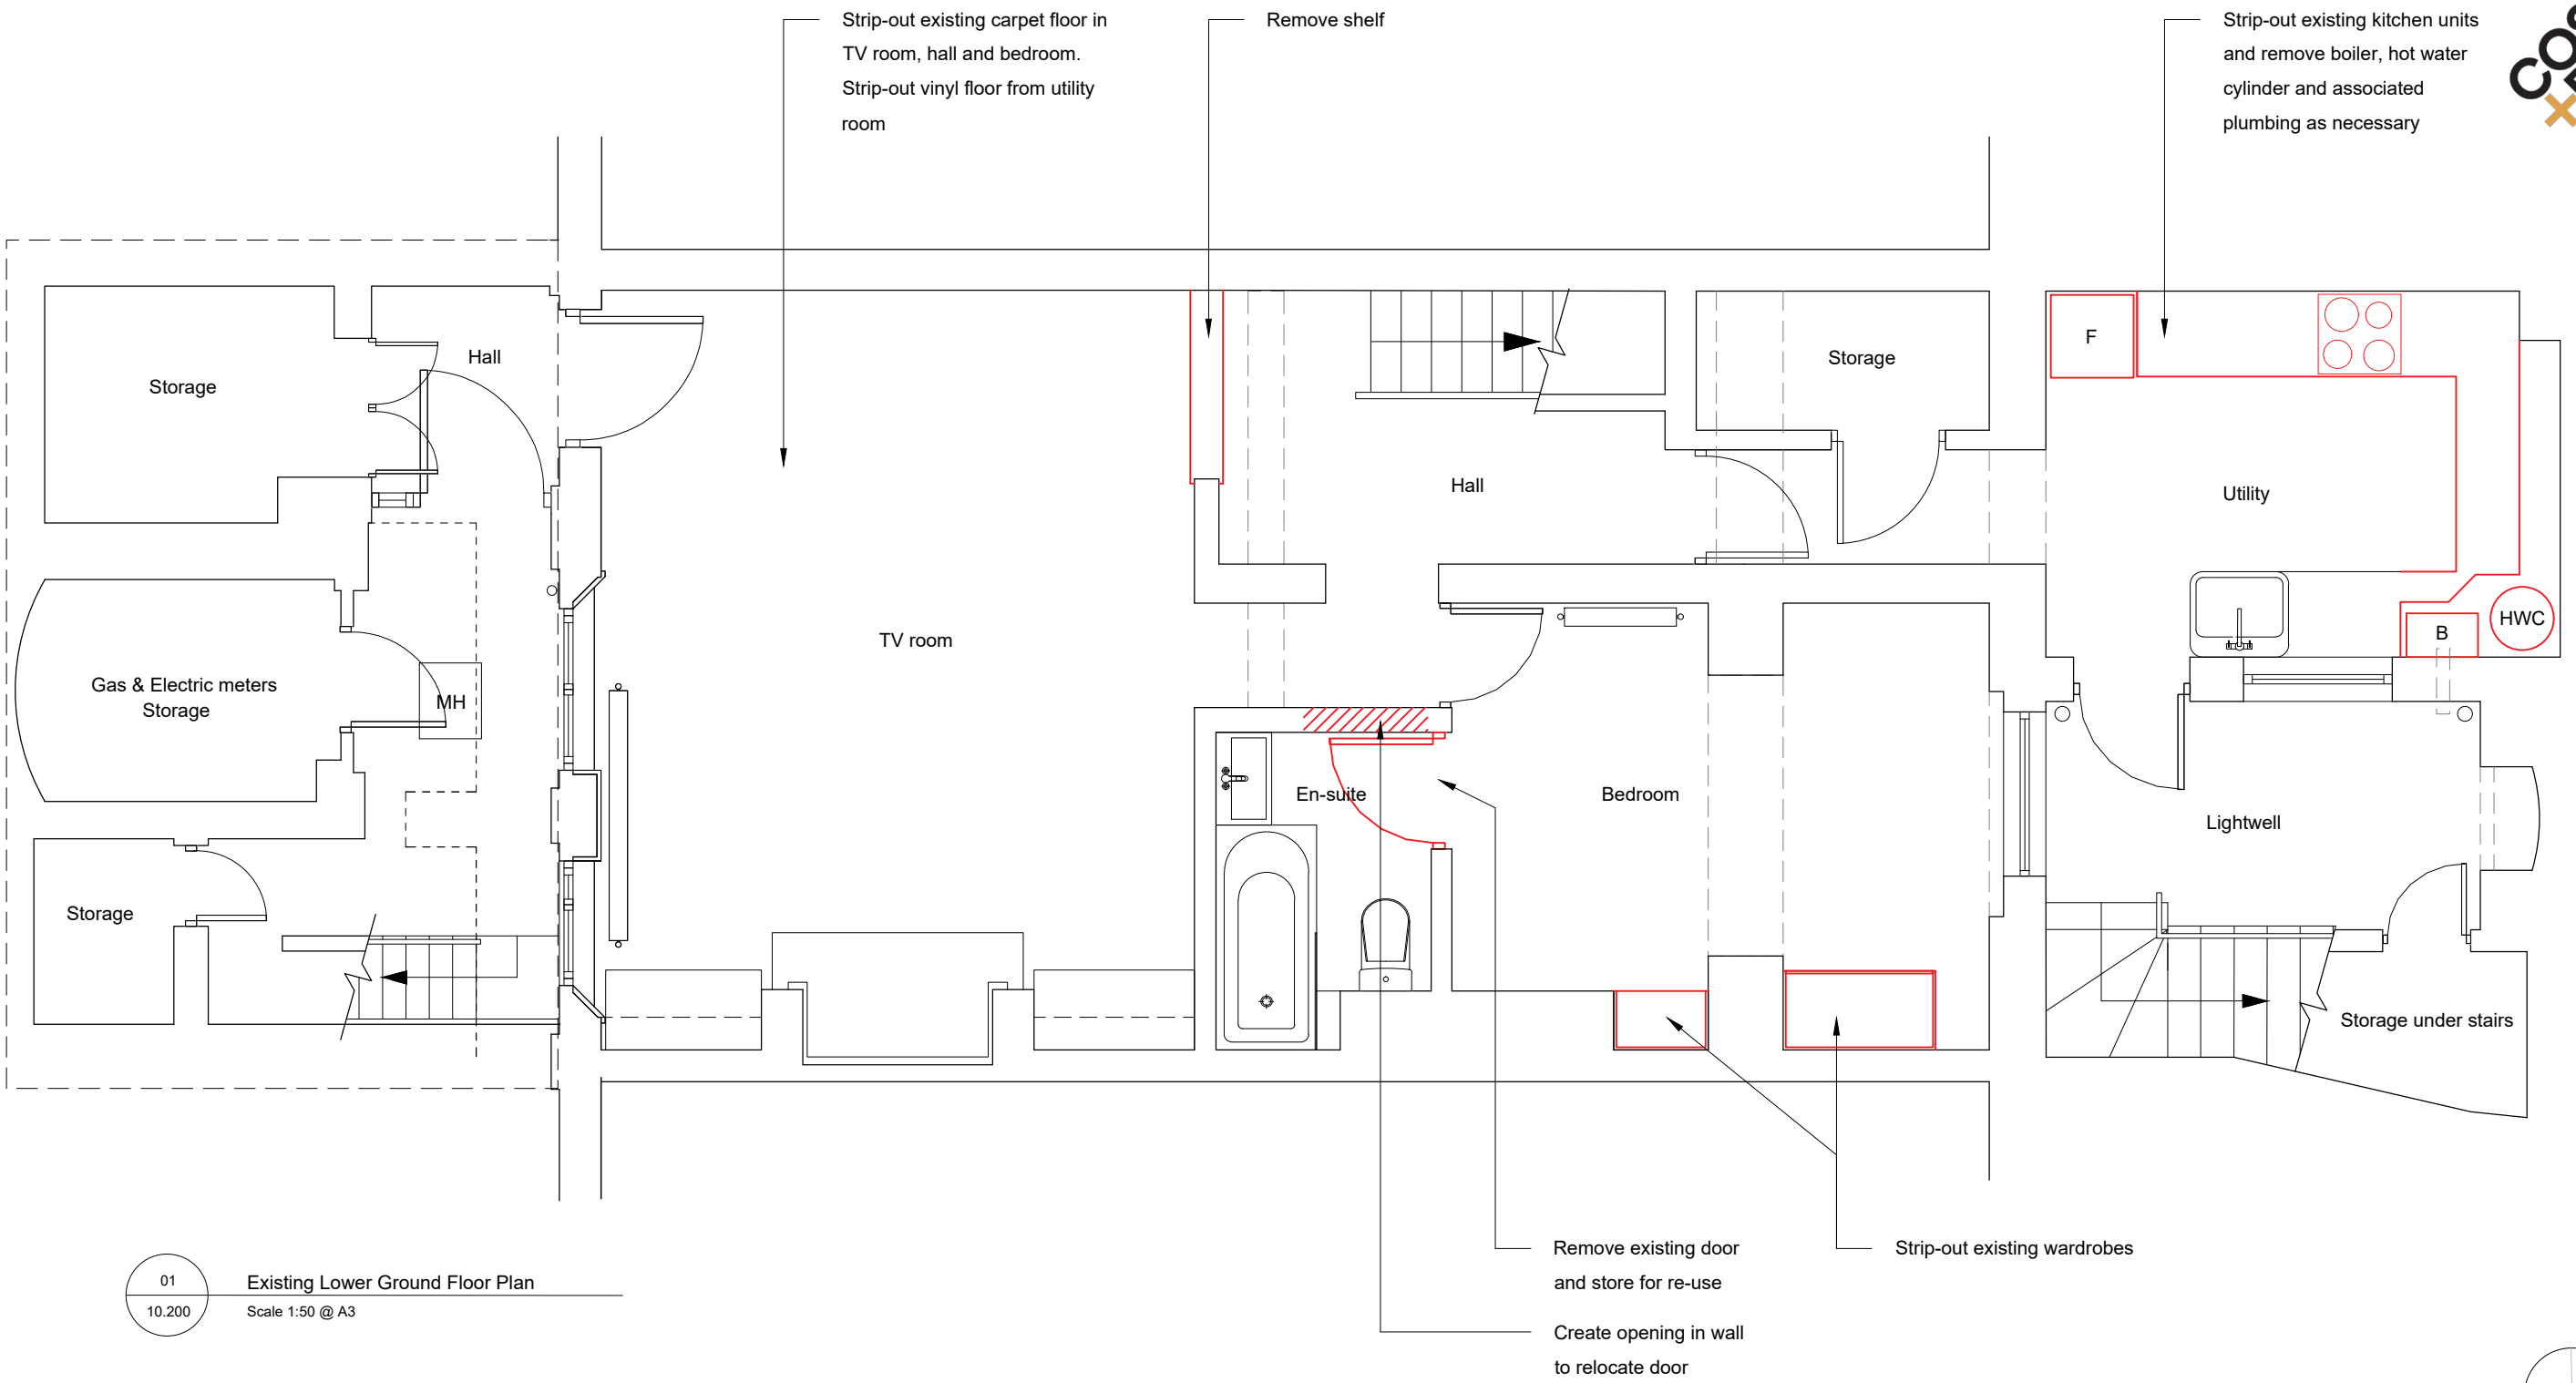 Strip-out existing carpet floor in
TV room, hall and bedroom.
Strip-out vinyl floor from utility
room
Remove shelf
Strip-out existing kitchen units
and remove boiler, hot water
cylinder and associated
plumbing as necessary
Storage
Hall
Storage
F
Hall
Utility
TV room
Gas & Electric meters
Storage
MH
B
HWC
En-suite
Bedroom
Lightwell
Storage
Storage under stairs
Remove existing door
and store for re-use
Strip-out existing wardrobes
Create opening in wall
to relocate door
01
10.200
Existing Lower Ground Floor Plan
Scale 1:50 @ A3